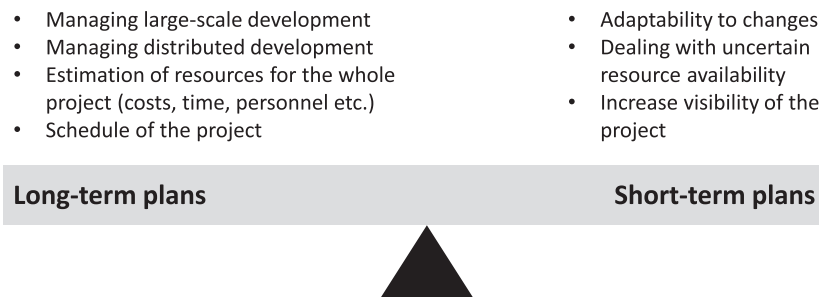 • Managing large-scale development
• Managing distributed development
• Estimation of resources for the whole
project (costs, time, personnel etc.)
• Schedule of the project
• Adaptability to changes
• Dealing with uncertain
resource availability
• Increase visibility of the
project
Long-term plans
Short-term plans